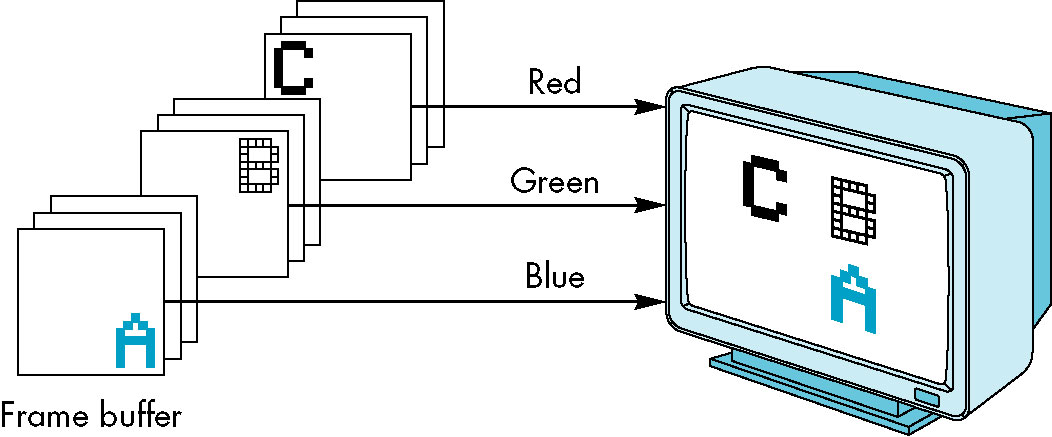 C
Red
B
Green
Blue
A
C B
A
Frame buffer